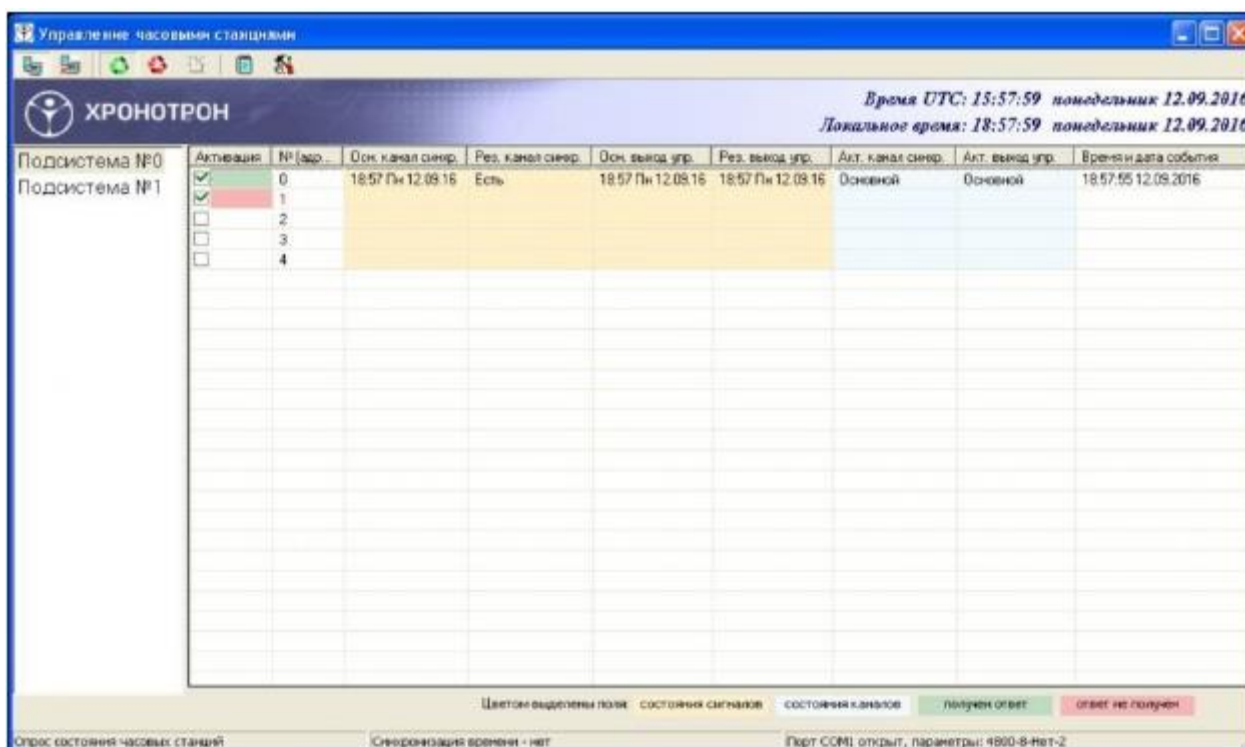 Управление часовыми станциями
ХРОНОТРОН
Время UTC: 15:57:59 понедельник 12.09.2016
Локальное время: 18:57:59 понедельник 12.09.2016
Подсистема №0
Подсистема №1
Активация № (адр... Осн. канал синхр. Рез. канал синхр. Осн. выход упр. Рез. выход упр. Акт. канал синхр. Акт. выход упр. Время и дата события
0 18:57 Пн 12.09.16 Есть 18:57 Пн 12.09.16 18:57 Пн 12.09.16 Основной Основной 18:57:55 12.09.2016
1
2
3
4
Цветом выделены поля: состояния сигналов состояния каналов получен ответ ответ не получен
Опрос состояния часовых станций Синхронизация времени - нет Порт COM1 открыт, параметры: 4800-8-Нет-2